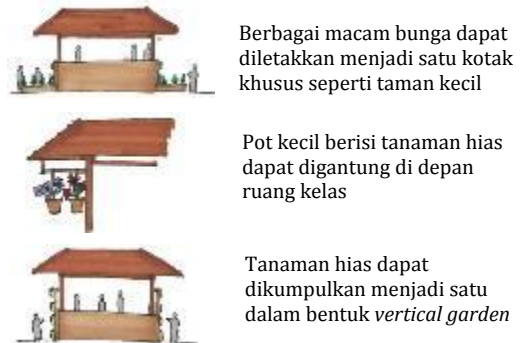 Berbagai macam bunga dapat
diletakkan menjadi satu kotak
khusus seperti taman kecil
Pot kecil berisi tanaman hias
dapat digantung di depan
ruang kelas
Tanaman hias dapat
dikumpulkan menjadi satu
dalam bentuk vertical garden